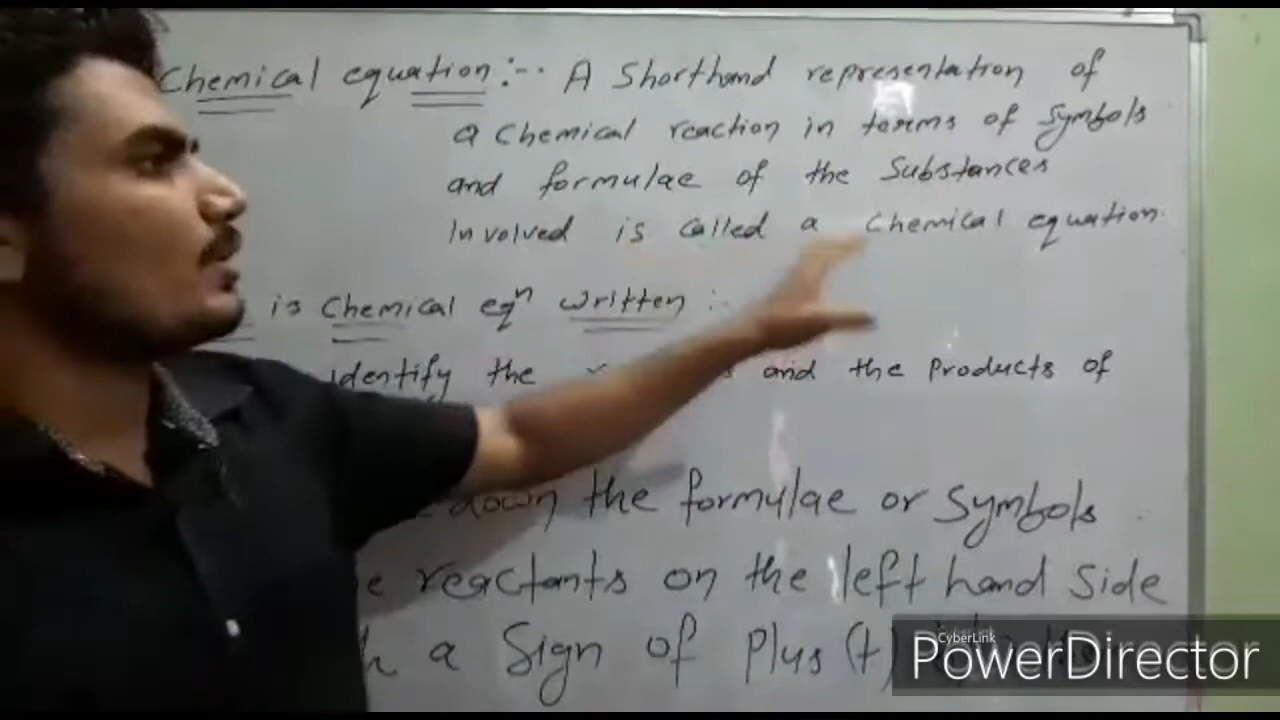 Chemical equation :-. A Shorthand representation of
a Chemical reaction in terms of Symbols
and formulae of the Substances
Involved is called a Chemical equation.
is Chemical eqⁿ written :-
identify the and the Products of
down the formulae or Symbols
reactants on the left hand Side
a Sign of Plus (+)
CyberLink
PowerDirector